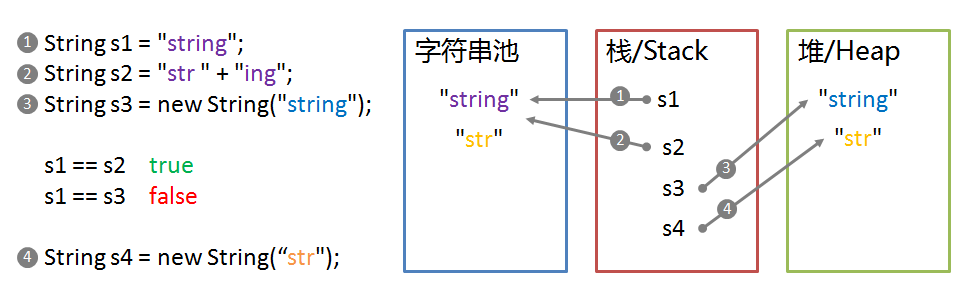 1 String s1 = "string";
2 String s2 = "str " + "ing";
3 String s3 = new String("string");
s1 == s2 true
s1 == s3 false
4 String s4 = new String(“str");
字符串池
"string"
"str"
栈/Stack
1 s1
2 s2
3 s3
4 s4
堆/Heap
"string"
"str"